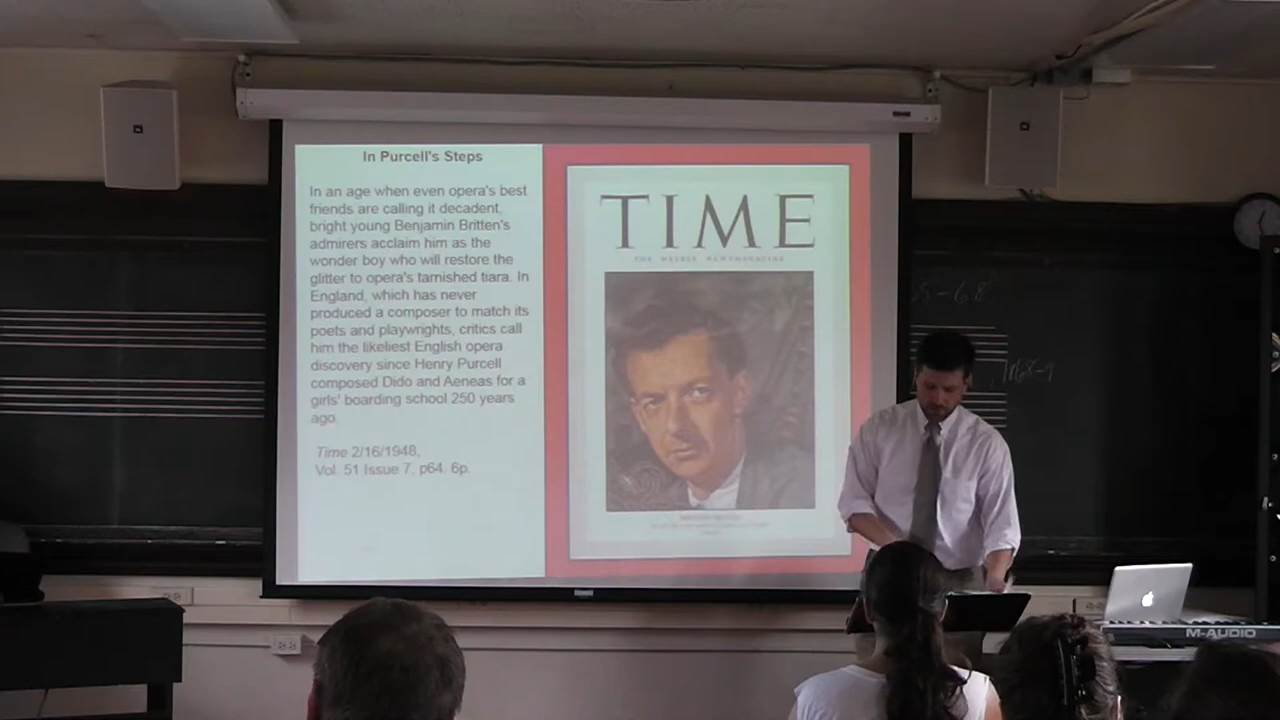 In Purcell's Steps
In an age when even opera's best
friends are calling it decadent,
bright young Benjamin Britten's
admirers acclaim him as the
wonder boy who will restore the
glitter to opera's tarnished tiara. In
England, which has never
produced a composer to match its
poets and playwrights, critics call
him the likeliest English opera
discovery since Henry Purcell
composed Dido and Aeneas for a
girls' boarding school 250 years
ago.
Time 2/16/1948,
Vol. 51 Issue 7, p64. 6p.
TIME
THE WEEKLY NEWSMAGAZINE
M-AUDIO